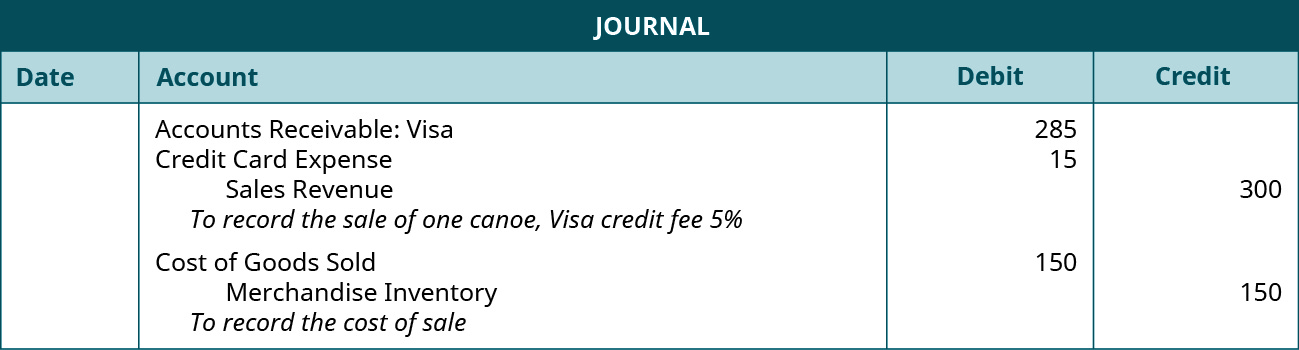 JOURNAL
Date Account Debit Credit
Accounts Receivable: Visa 285
Credit Card Expense 15
Sales Revenue 300
To record the sale of one canoe, Visa credit fee 5%
Cost of Goods Sold 150
Merchandise Inventory 150
To record the cost of sale